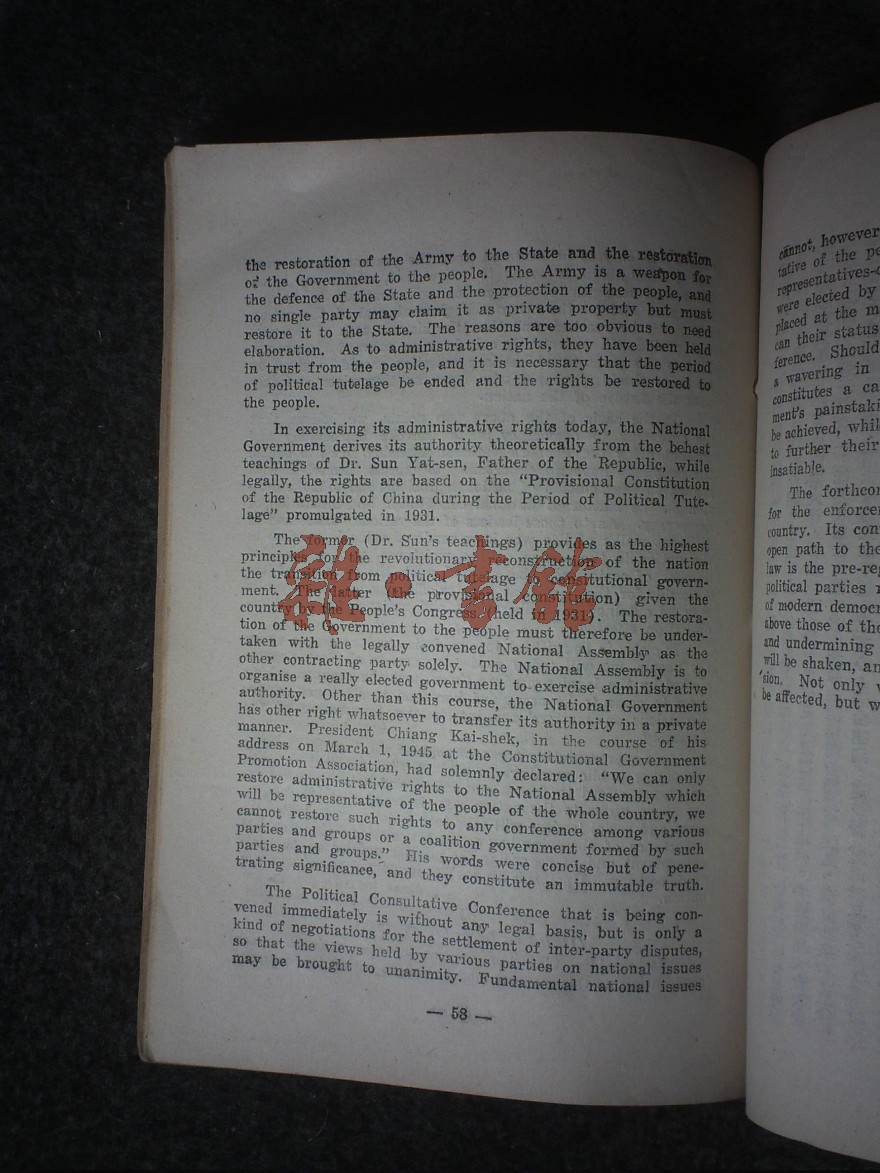 the restoration of the Army to the State and the restoration
of the Government to the people. The Army is a weapon for
the defence of the State and the protection of the people, and
no single party may claim it as private property but must
restore it to the State. The reasons are too obvious to need
elaboration. As to administrative rights, they have been held
in trust from the people, and it is necessary that the period
of political tutelage be ended and the rights be restored to
the people.
In exercising its administrative rights today, the National
Government derives its authority theoretically from the behest
teachings of Dr. Sun Yat-sen, Father of the Republic, while
legally, the rights are based on the “Provisional Constitution
of the Republic of China during the Period of Political Tute-
lage” promulgated in 1931.
The former (Dr. Sun's teachings) provides as the highest
principles for the revolutionary reconstruction of the nation
the transition from political tutelage to consitutional govern-
ment. The latter (the provisional constitution) given the
country by the People's Congress (held in 1931). The restora-
tion of the Government to the people must therefore be under-
taken with the legally convened National Assembly as the
other contracting party solely. The National Assembly is to
organise a really elected government to exercise administrative
authority. Other than this course, the National Government
has other right whatsoever to transfer its authority in a private
manner. President Chiang Kai-shek, in the course of his
address on March 1, 1945 at the Constitutional Government
Promotion Association, had solemnly declared: “We can only
restore administrative rights to the National Assembly which
will be representative of the people of the whole country, we
cannot restore such rights to any conference among various
parties and groups or a coalition government formed by such
parties and groups.” His words were concise but of pene-
trating significance, and they constitute an immutable truth.
The Political Consultative Conference that is being con-
vened immediately is without any legal basis, but is only a
kind of negotiations for the settlement of inter-party disputes,
so that the views held by various parties on national issues
may be brought to unanimity. Fundamental national issues
— 58 —
雜·書館
cannot, however
tative of the
representatives-
were elected by
placed at the
can their status
ference. Should
a wavering in
constitutes a
ment's
be achieved,
to further their
insatiable.
The
for the
country. Its
open path to the
law is the
political parties
of modern
above those of the
and undermining
will be shaken,
sion. Not only
be affected, but